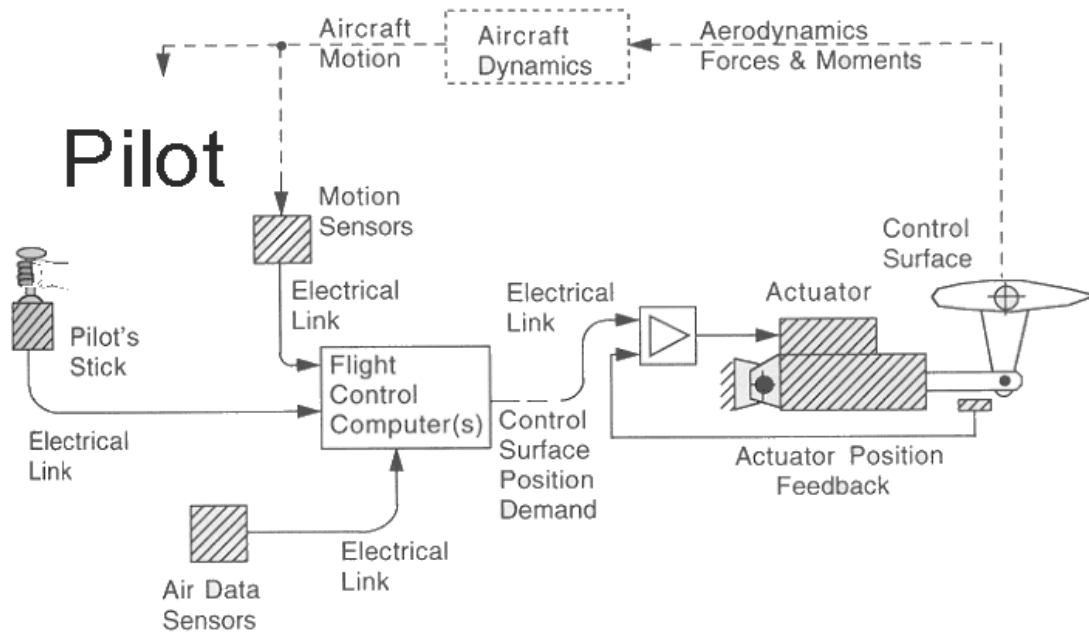 Aircraft
Motion
Aircraft
Dynamics
Aerodynamics
Forces & Moments
Pilot
Motion
Sensors
Control
Surface
Electrical
Link
Electrical
Link
Actuator
Pilot's
Stick
Flight
Control
Computer(s)
Electrical
Link
Control
Surface
Position
Demand
Actuator Position
Feedback
Electrical
Link
Air Data
Sensors